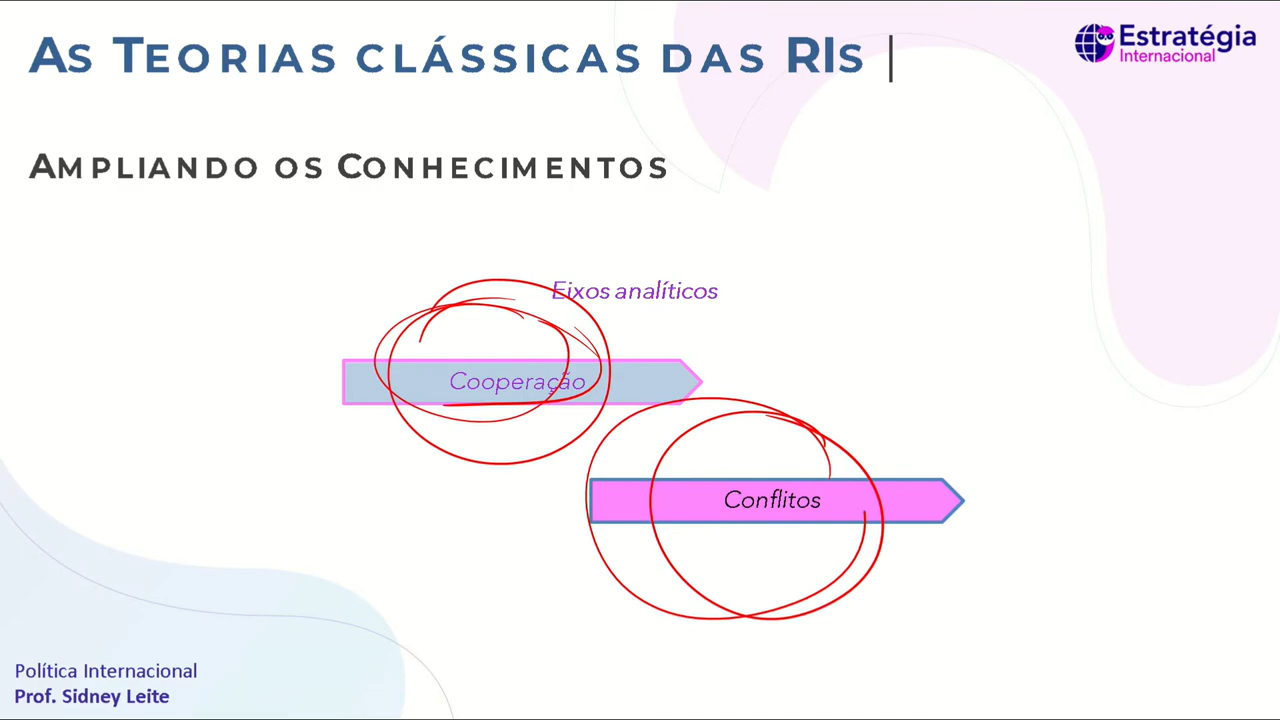 As Teorias clássicas das RIs |
Estratégia
Internacional
Ampliando os Conhecimentos
Eixos analíticos
Cooperação
Conflitos
Política Internacional
Prof. Sidney Leite